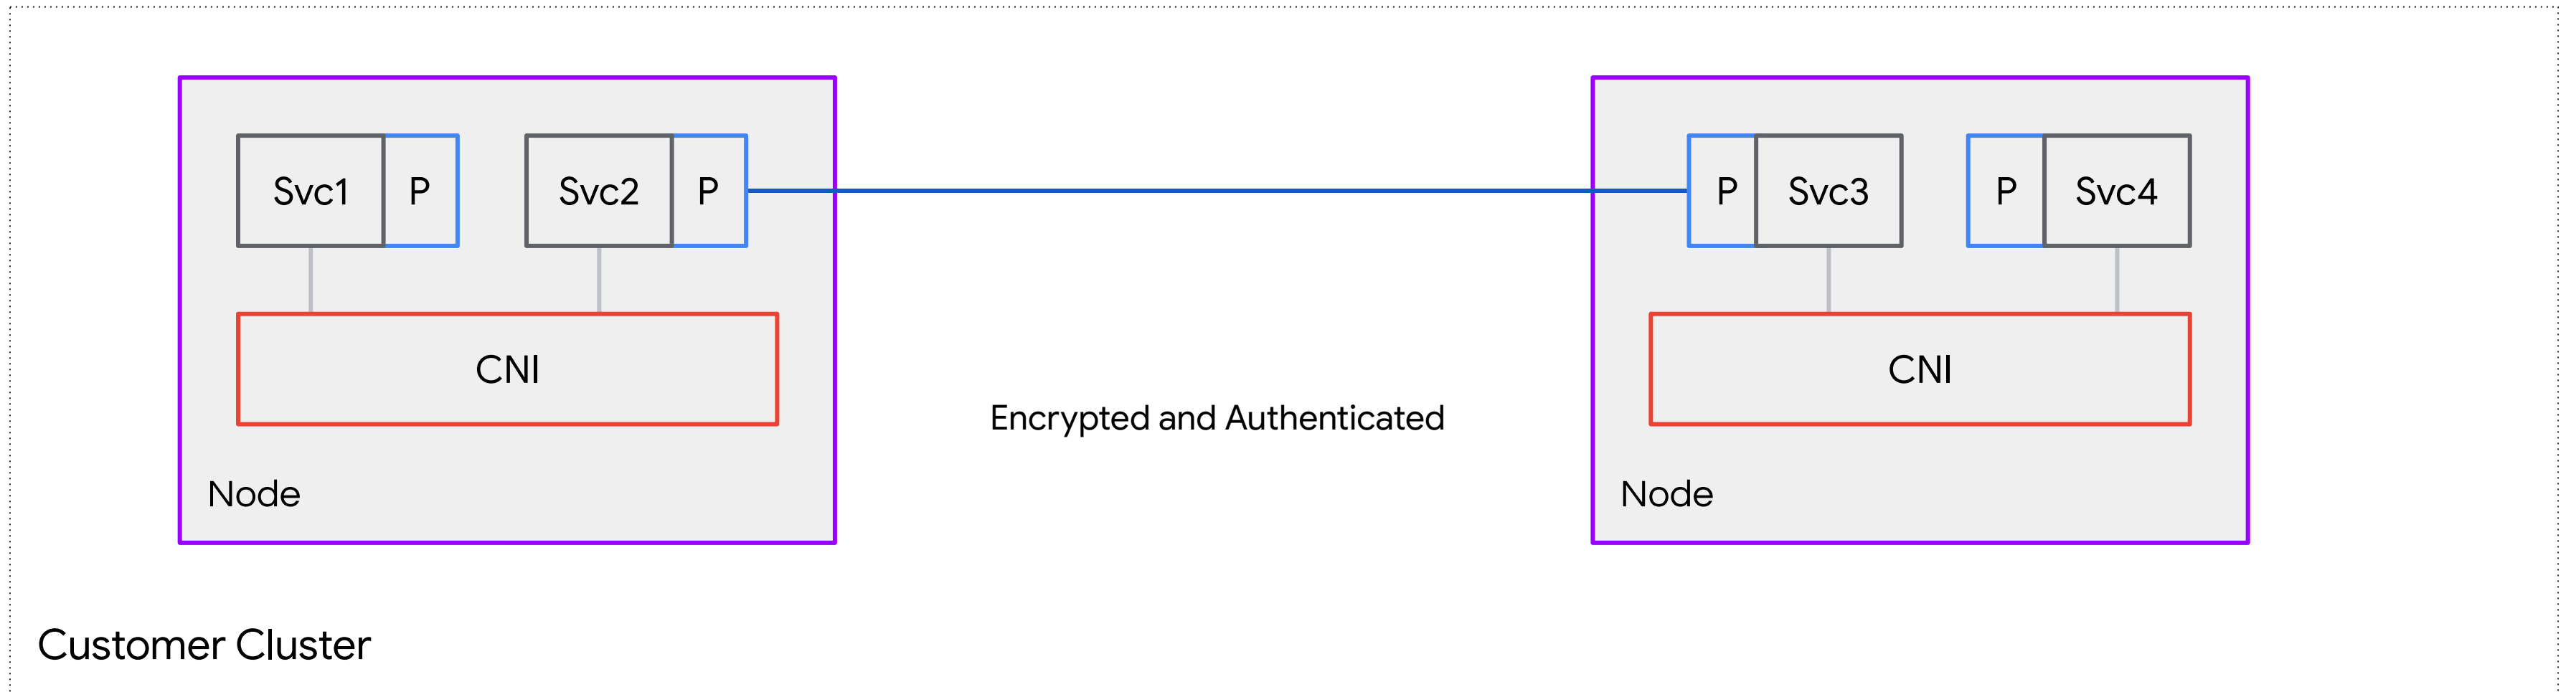 Svc1 P Svc2 P P Svc3 P Svc4
CNI CNI
Encrypted and Authenticated
Node Node
Customer Cluster